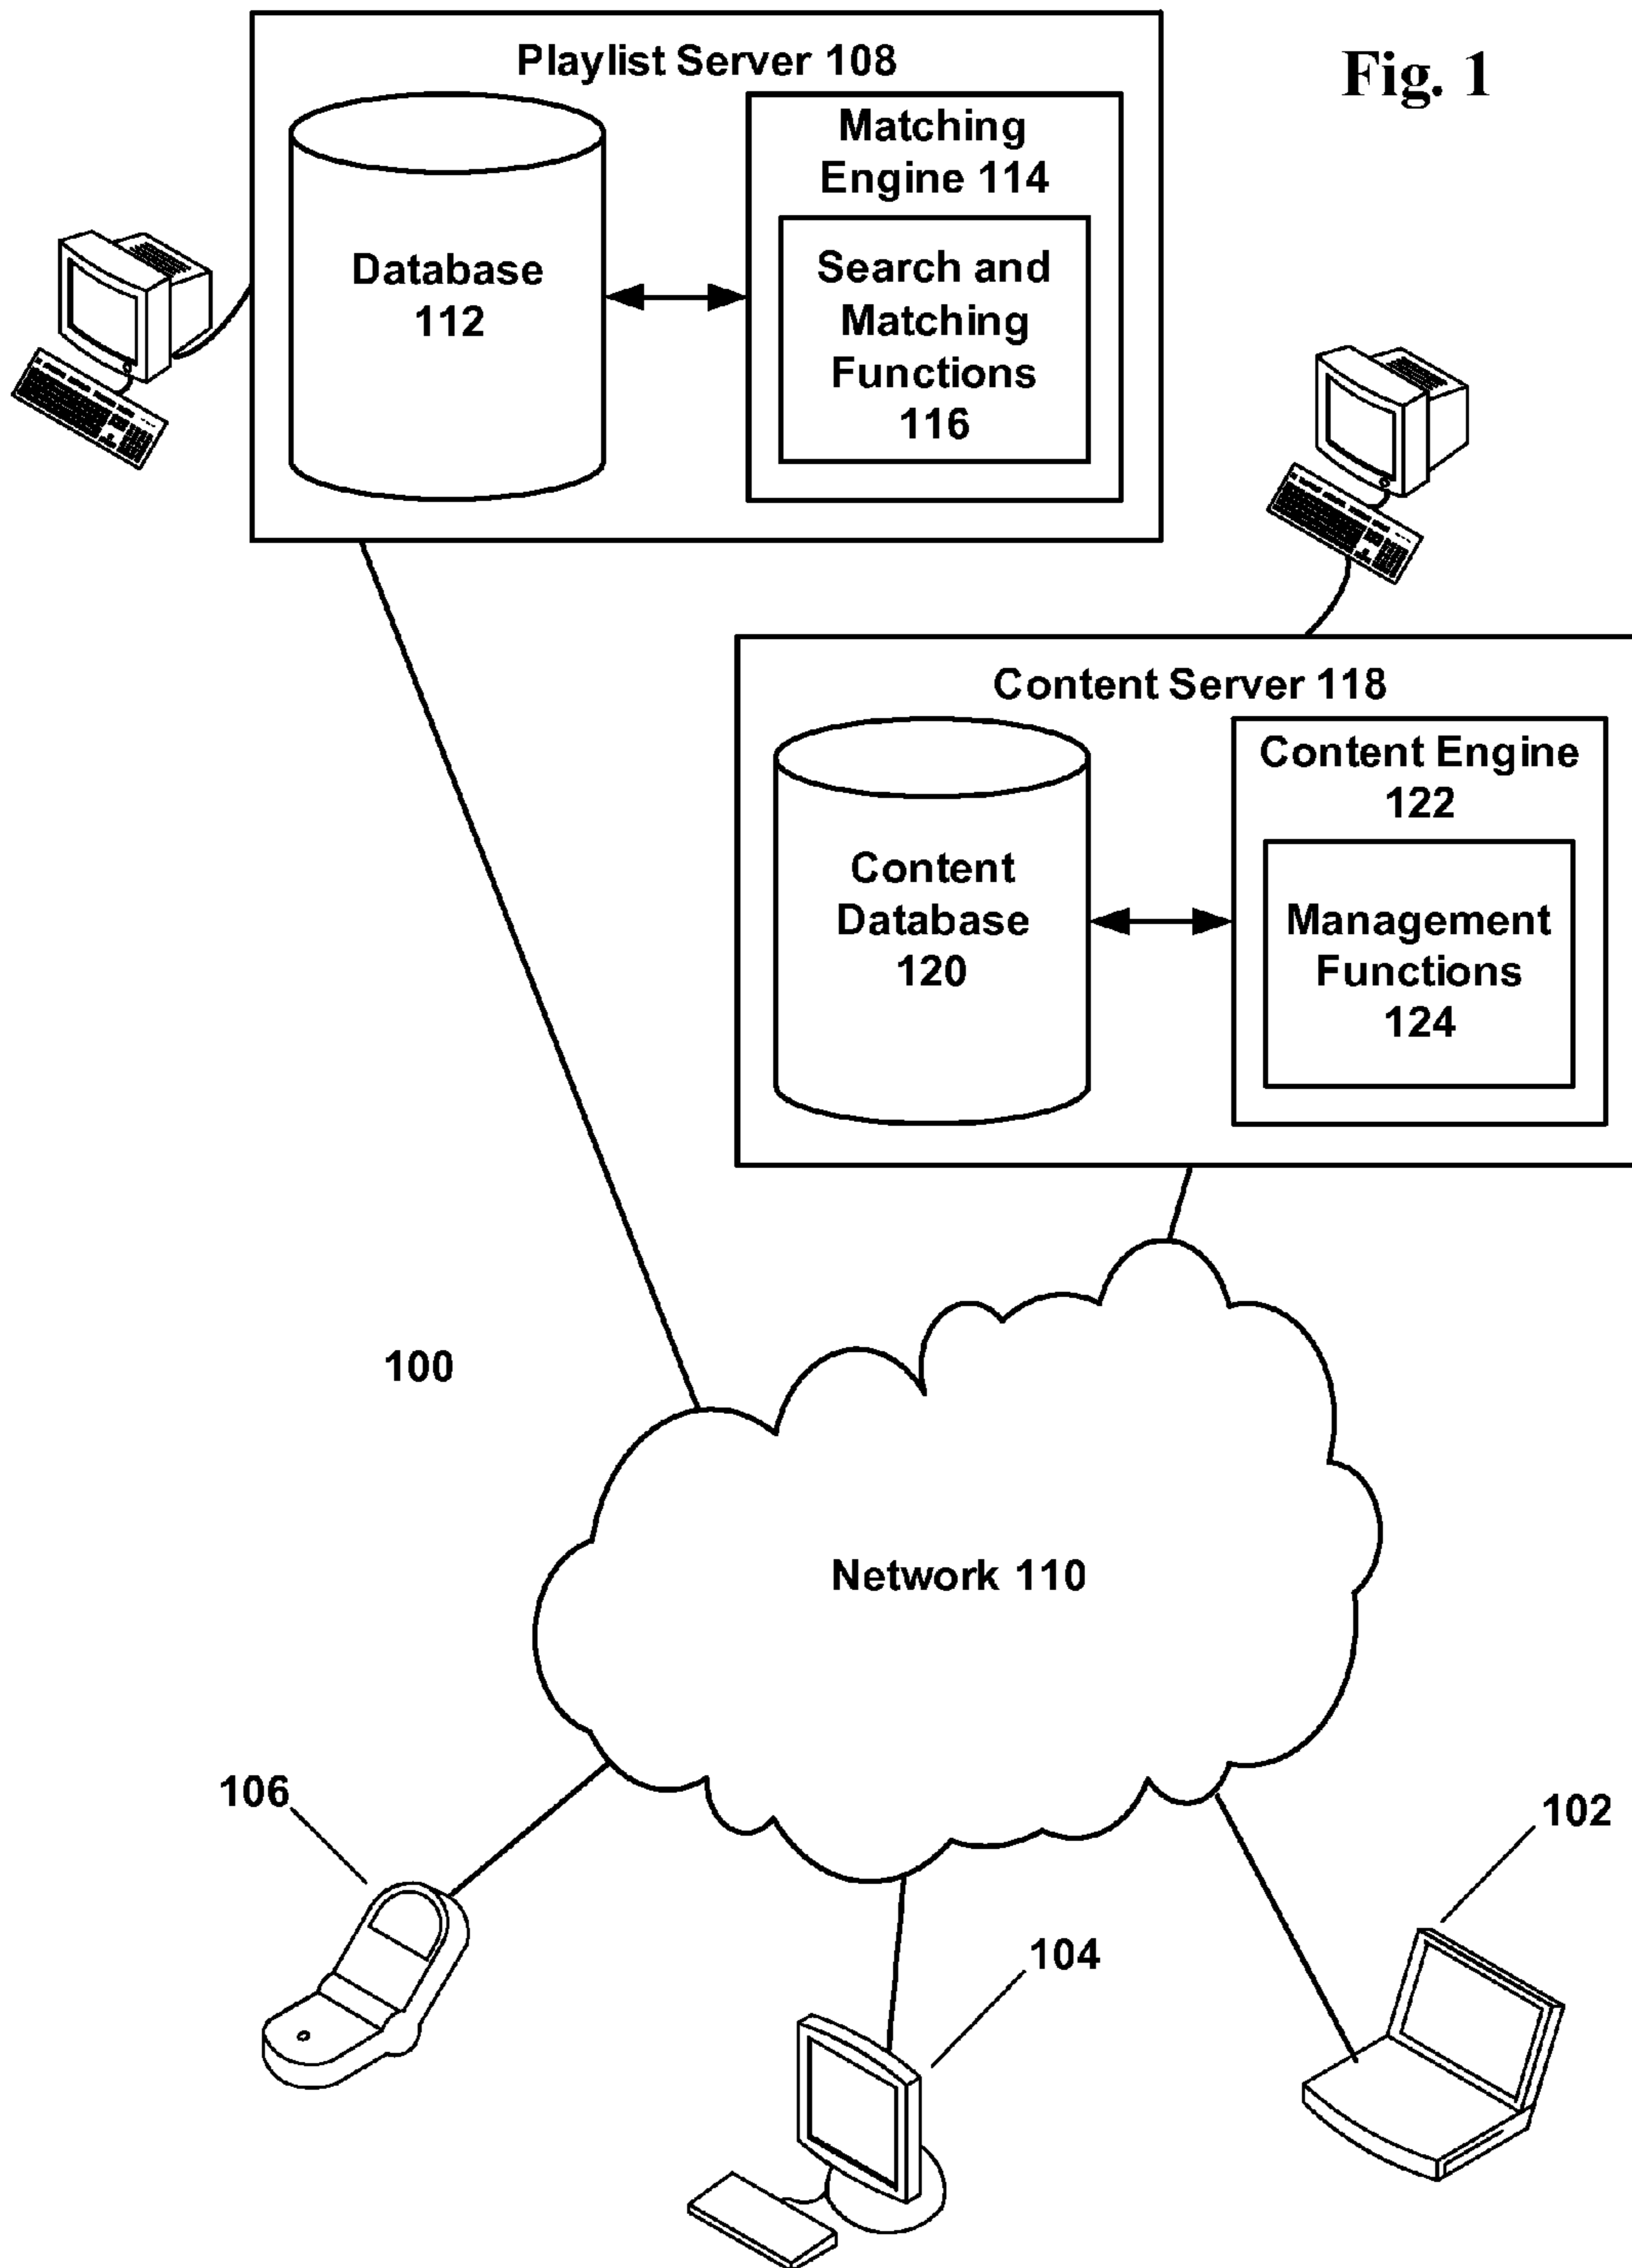 Fig. 1
Playlist Server 108
Database
112
Matching
Engine 114
Search and
Matching
Functions
116
Content Server 118
Content
Database
120
Content Engine
122
Management
Functions
124
100
Network 110
106
104
102